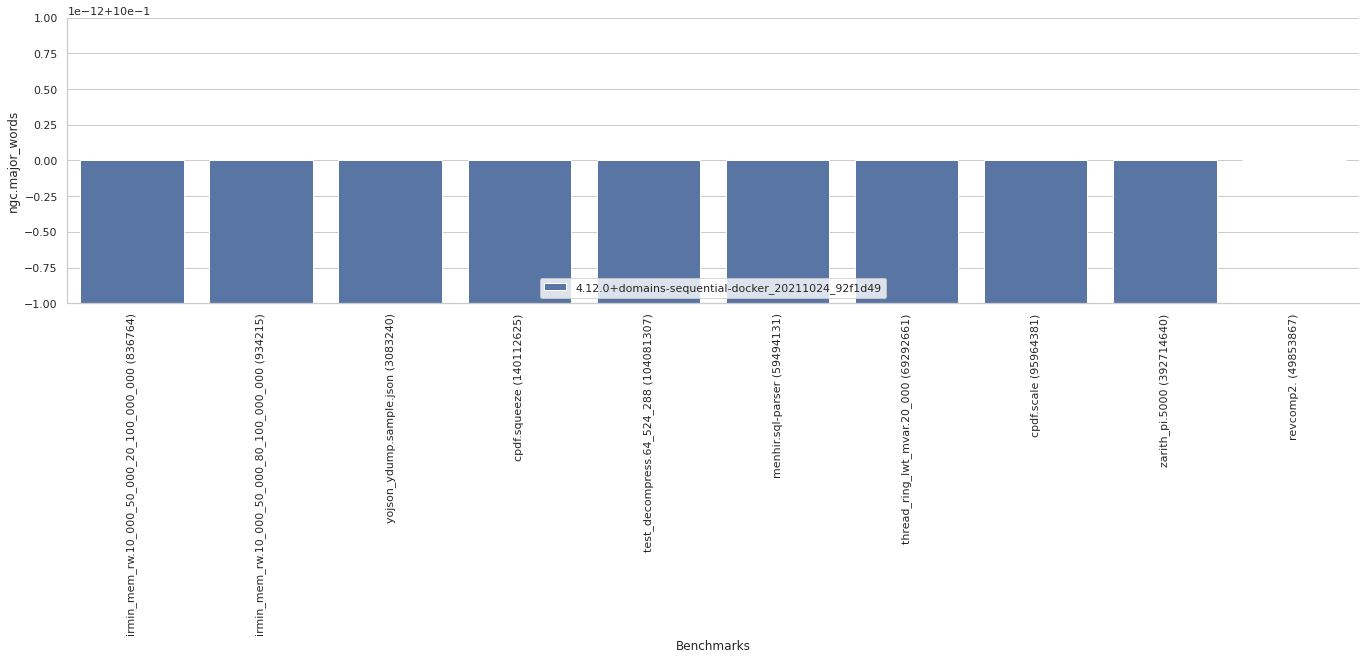 1e−12+10e−1
1.00
0.75
0.50
0.25
0.00
−0.25
−0.50
−0.75
−1.00
ngc.major_words
4.12.0+domains-sequential-docker_20211024_92f1d49
irmin_mem_rw.10_000_50_000_20_100_000_000 (836764)
irmin_mem_rw.10_000_50_000_80_100_000_000 (934215)
yojson_ydump.sample.json (3083240)
cpdf.squeeze (140112625)
test_decompress.64_524_288 (104081307)
menhir.sql-parser (59494131)
thread_ring_lwt_mvar.20_000 (69292661)
cpdf.scale (95964381)
zarith_pi.5000 (392714640)
revcomp2. (49853867)
Benchmarks